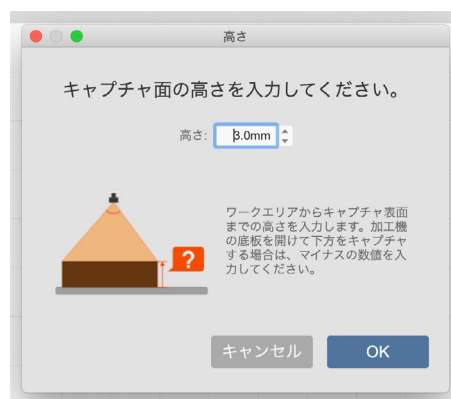 高さ
キャプチャ面の高さを入力してください。
高さ: 3.0mm
ワークエリアからキャプチャ表面
までの高さを入力します。加工機
の底板を開けて下方をキャプチャ
する場合は、マイナスの数値を入
力してください。
?
キャンセル OK